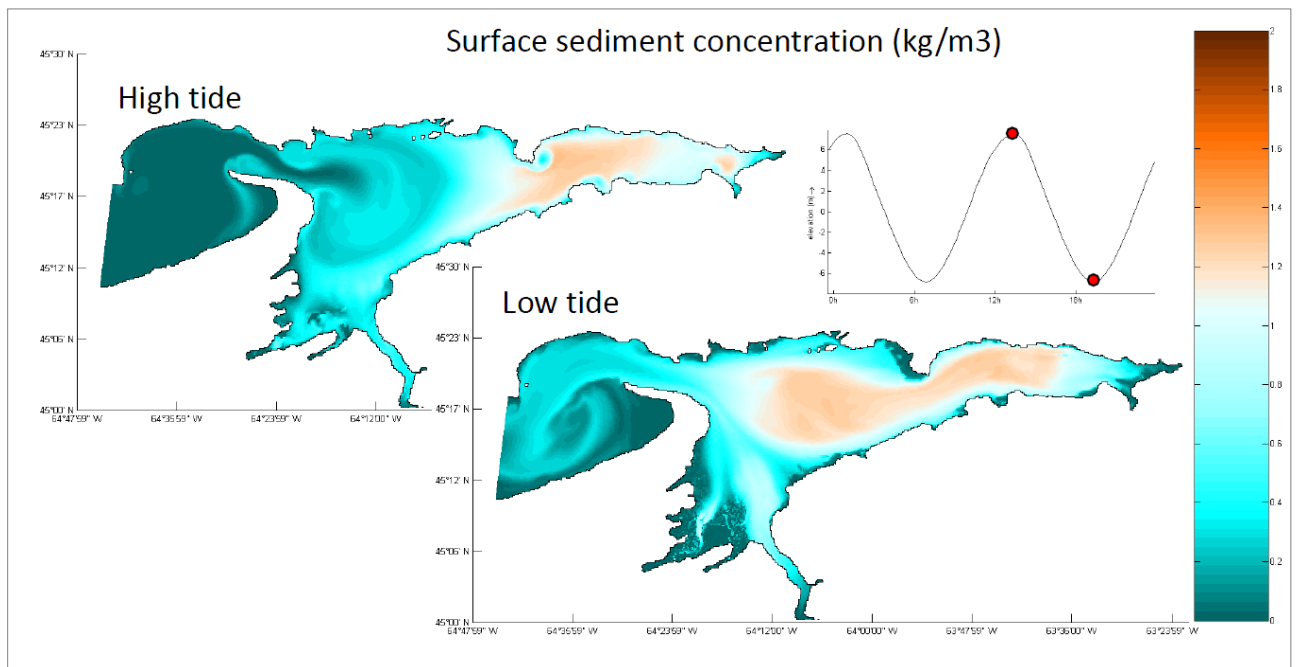 Surface sediment concentration (kg/m3)
High tide
45°30' N
45°23' N
45°17' N
45°12' N
45°06' N
45°00' N
64°47'59" W
64°35'59" W
64°23'59" W
64°12'00" W
elevation [m]→
6
4
2
0
-2
-4
-6
0h
6h
12h
18h
Low tide
45°30' N
45°23' N
45°17' N
45°12' N
45°06' N
45°00' N
64°47'59" W
64°35'59" W
64°23'59" W
64°12'00" W
64°00'00" W
63°47'59" W
63°36'00" W
63°23'59" W
2
1.8
1.6
1.4
1.2
1
0.8
0.6
0.4
0.2
0